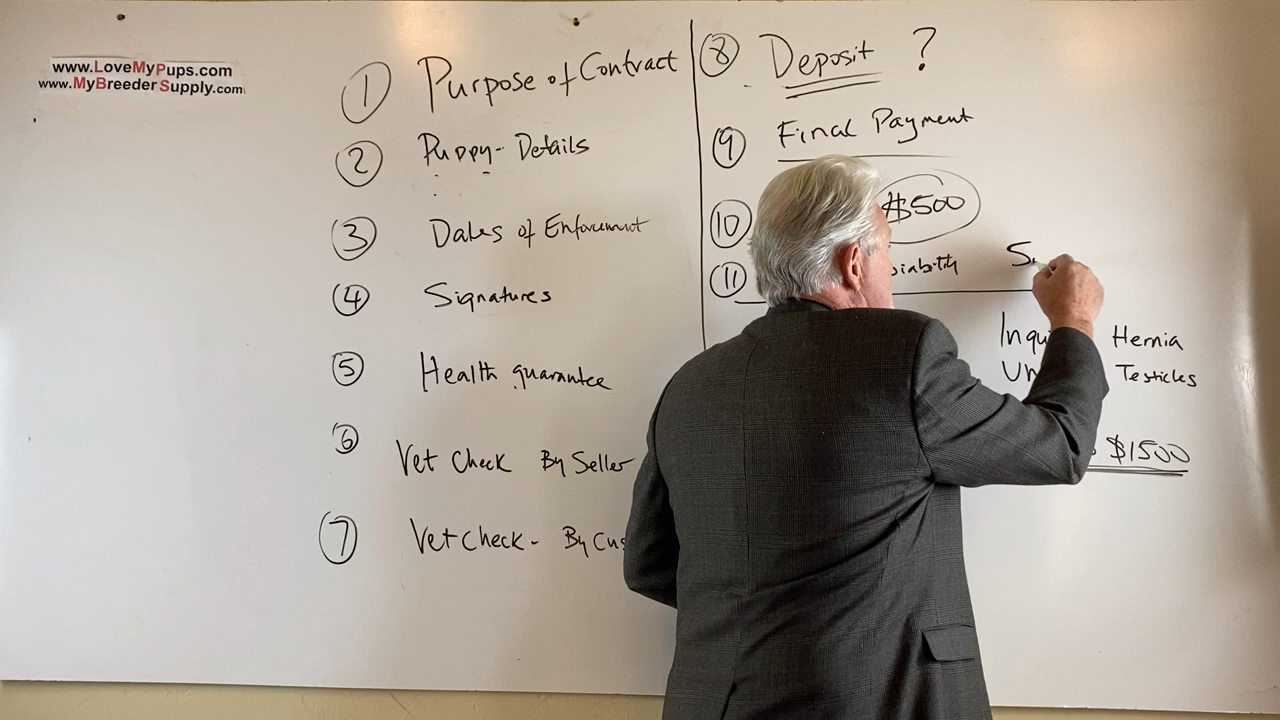 www.LoveMyPups.com
www.MyBreederSupply.com
① Purpose of Contract
② Puppy- Details
③ Dates of Enforcement
④ Signatures
⑤ Health guarantee
⑥ Vet Check By Seller
⑦ Vet Check - By
⑧ Deposit ?
⑨ Final Payment
⑩ $500
⑪
Hernia
Testicles
$1500